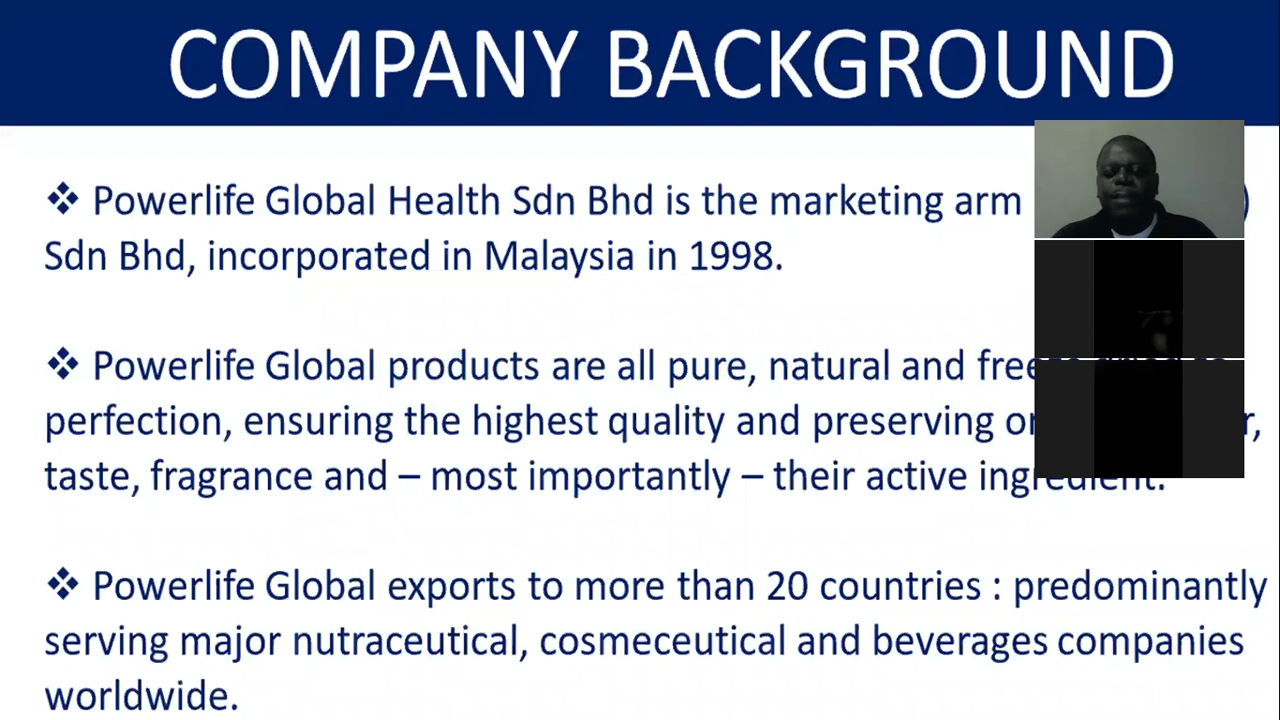 COMPANY BACKGROUND
❖ Powerlife Global Health Sdn Bhd is the marketing arm )
Sdn Bhd, incorporated in Malaysia in 1998.
❖ Powerlife Global products are all pure, natural and
perfection, ensuring the highest quality and preserving
taste, fragrance and – most importantly – their active ingredient.
❖ Powerlife Global exports to more than 20 countries : predominantly
serving major nutraceutical, cosmeceutical and beverages companies
worldwide.